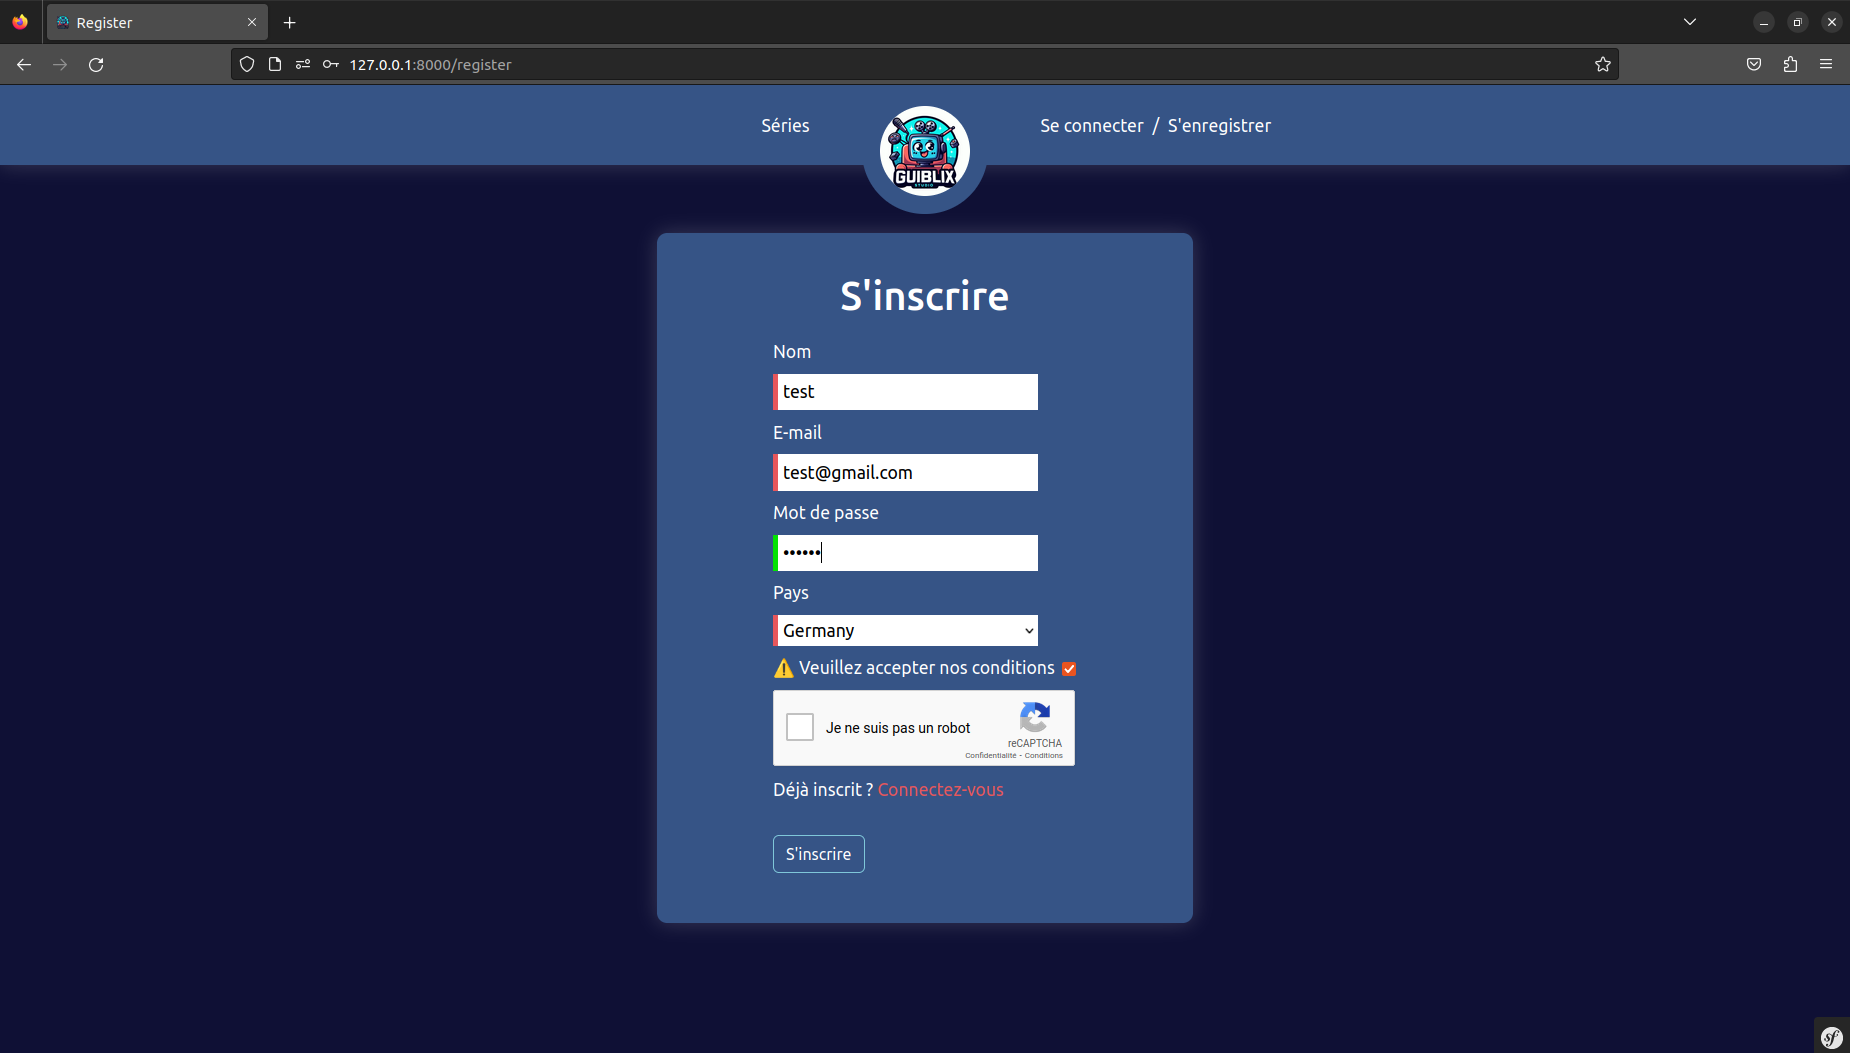 Register
127.0.0.1:8000/register
Séries
Se connecter / S'enregistrer
GUIBLIX
STUDIO
S'inscrire
Nom
test
E-mail
test@gmail.com
Mot de passe
••••••
Pays
Germany
⚠️ Veuillez accepter nos conditions
Je ne suis pas un robot
reCAPTCHA
Confidentialité - Conditions
Déjà inscrit ? Connectez-vous
S'inscrire
sf